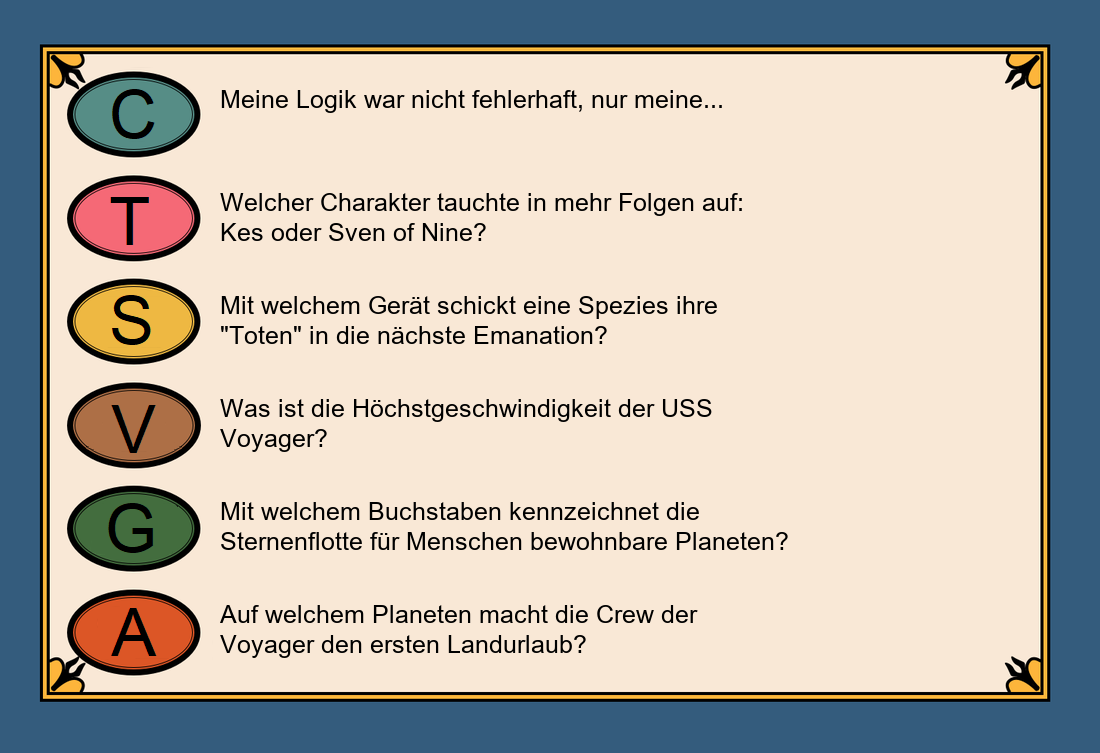 C
Meine Logik war nicht fehlerhaft, nur meine...
T
Welcher Charakter tauchte in mehr Folgen auf:
Kes oder Sven of Nine?
S
Mit welchem Gerät schickt eine Spezies ihre
"Toten" in die nächste Emanation?
V
Was ist die Höchstgeschwindigkeit der USS
Voyager?
G
Mit welchem Buchstaben kennzeichnet die
Sternenflotte für Menschen bewohnbare Planeten?
A
Auf welchem Planeten macht die Crew der
Voyager den ersten Landurlaub?